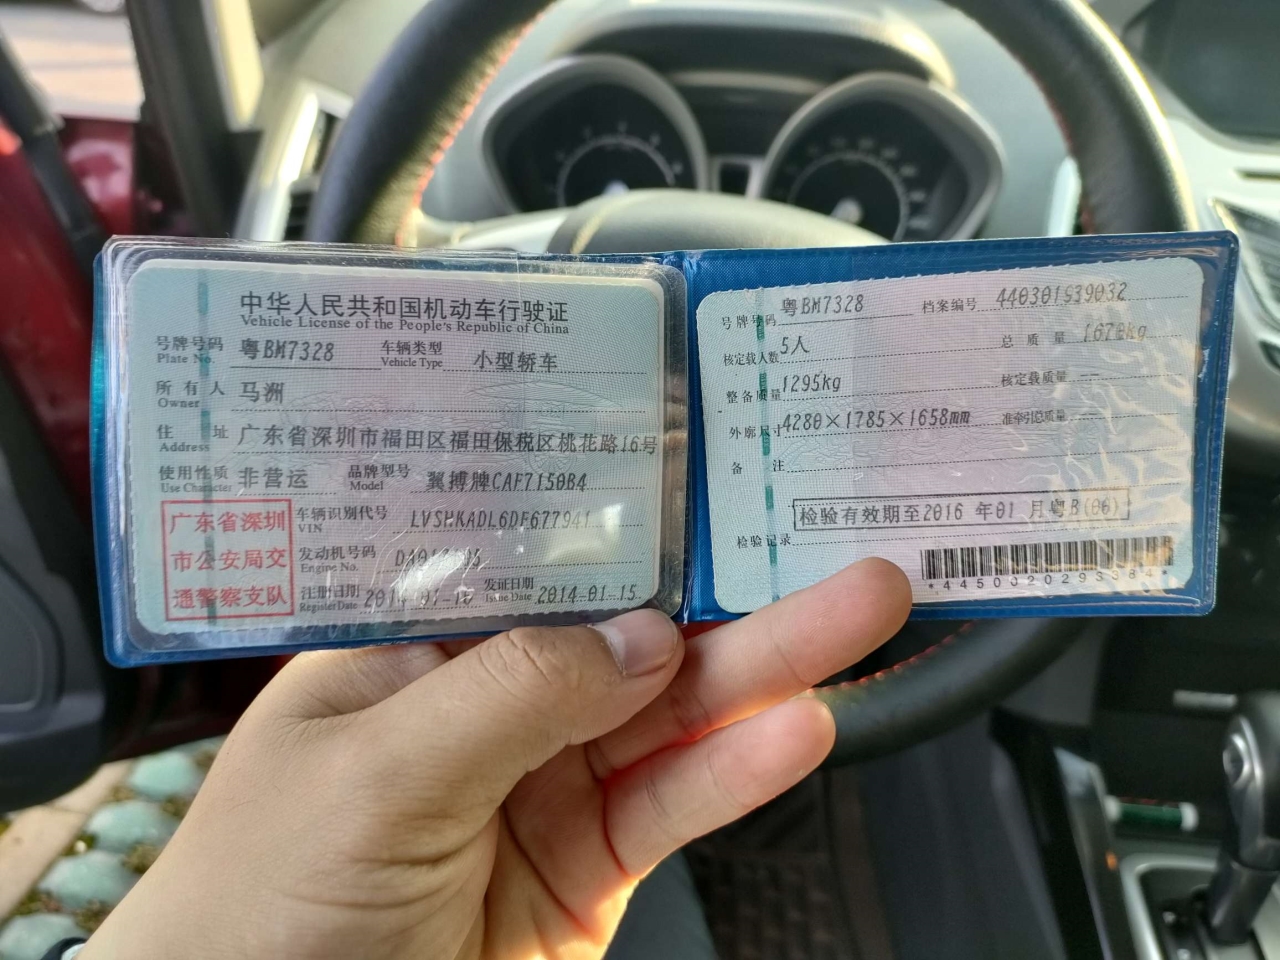 中华人民共和国机动车行驶证
Vehicle License of the People's Republic of China
号牌号码 粤BM7328 车辆类型 小型轿车
Plate No. Vehicle Type
所有人 马洲
Owner
住址 广东省深圳市福田区福田保税区桃花路16号
Address
使用性质 非营运 品牌型号 翼搏牌CAF7150B4
Use Character Model
广东省深圳
市公安局交
通警察支队
车辆识别代号
VIN
发动机号码
Engine No.
注册日期 发证日期 2014-01-15
Register Date Issue Date
号牌号码 粤BM7328 档案编号 440301939032
核定载人数 5人 总质量
整备质量 1295kg 核定载质量 --
外廓尺寸 4280×1785×1658mm 准牵引总质量 --
备注
检验有效期至2016 年01 月粤B(06)
检验记录